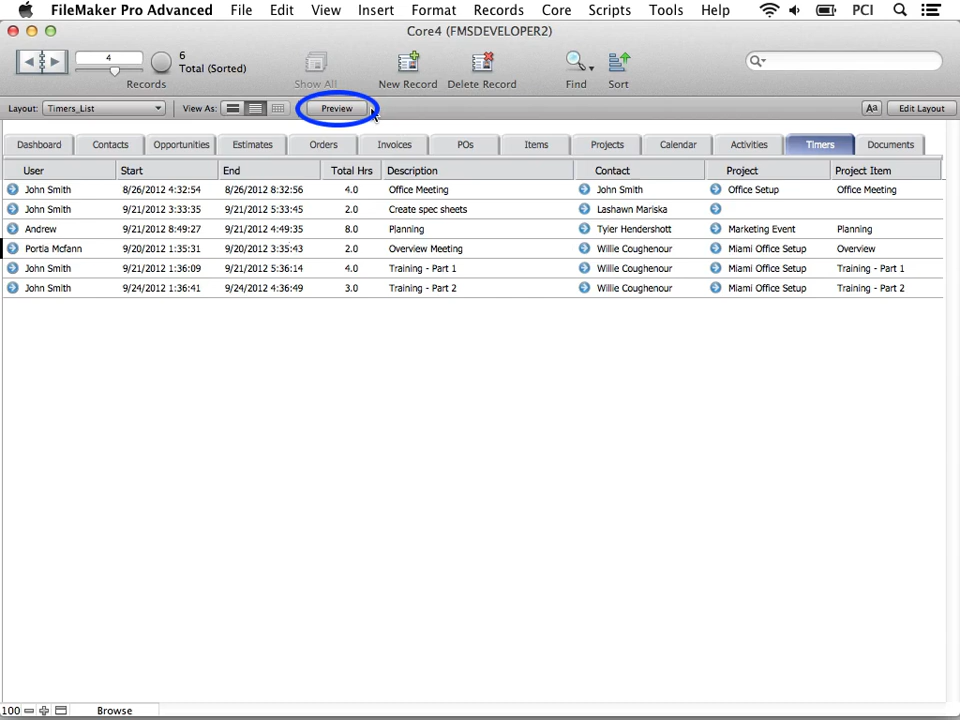 FileMaker Pro Advanced File Edit View Insert Format Records Core Scripts Tools Help PCI
Core4 (FMSDEVELOPER2)
4
6
Total (Sorted)
Records
Show All
New Record
Delete Record
Find
Sort
Layout: Timers_List View As: Preview Aa Edit Layout
Dashboard Contacts Opportunities Estimates Orders Invoices POs Items Projects Calendar Activities Timers Documents
User Start End Total Hrs Description Contact Project Project Item
John Smith 8/26/2012 4:32:54 8/26/2012 8:32:56 4.0 Office Meeting John Smith Office Setup Office Meeting
John Smith 9/21/2012 3:33:35 9/21/2012 5:33:45 2.0 Create spec sheets Lashawn Mariska
Andrew 9/21/2012 8:49:27 9/21/2012 4:49:35 8.0 Planning Tyler Hendershott Marketing Event Planning
Portia Mcfann 9/20/2012 1:35:31 9/20/2012 3:35:43 2.0 Overview Meeting Willie Coughenour Miami Office Setup Overview
John Smith 9/21/2012 1:36:09 9/21/2012 5:36:14 4.0 Training - Part 1 Willie Coughenour Miami Office Setup Training - Part 1
John Smith 9/24/2012 1:36:41 9/24/2012 4:36:49 3.0 Training - Part 2 Willie Coughenour Miami Office Setup Training - Part 2
100 Browse